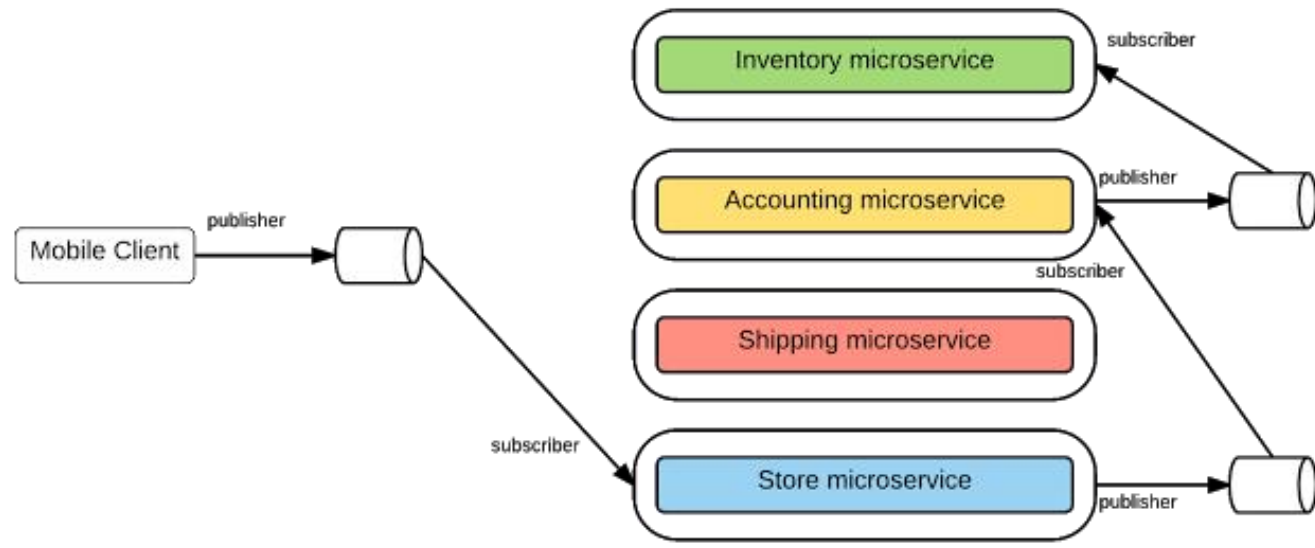 subscriber
Inventory microservice
publisher
Accounting microservice
publisher
Mobile Client
subscriber
Shipping microservice
subscriber
Store microservice
publisher